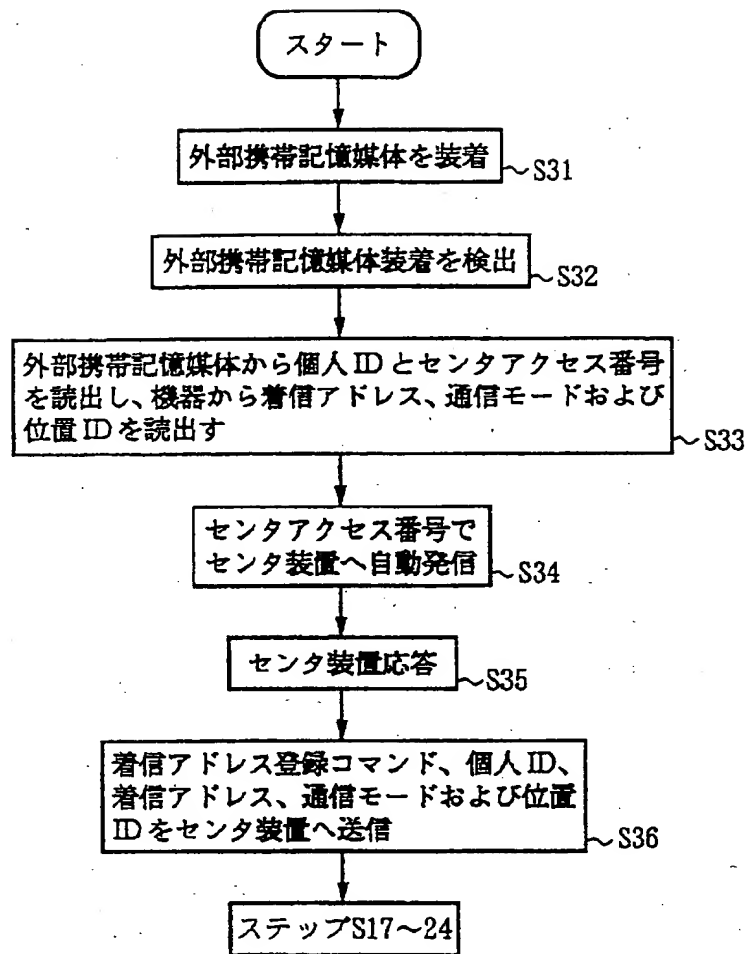 スタート
外部携帯記憶媒体を装着
~S31
外部携帯記憶媒体装着を検出
~S32
外部携帯記憶媒体から個人IDとセンタアクセス番号
を読出し、機器から着信アドレス、通信モードおよび
位置IDを読出す
~S33
センタアクセス番号で
センタ装置へ自動発信
~S34
センタ装置応答
~S35
着信アドレス登録コマンド、個人ID、
着信アドレス、通信モードおよび位置
IDをセンタ装置へ送信
~S36
ステップS17～24